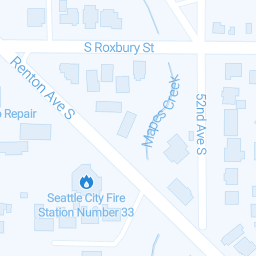 S Roxbury St
Renton Ave S
Mapes Creek
Repair
52nd Ave S
Seattle City Fire
Station Number 33